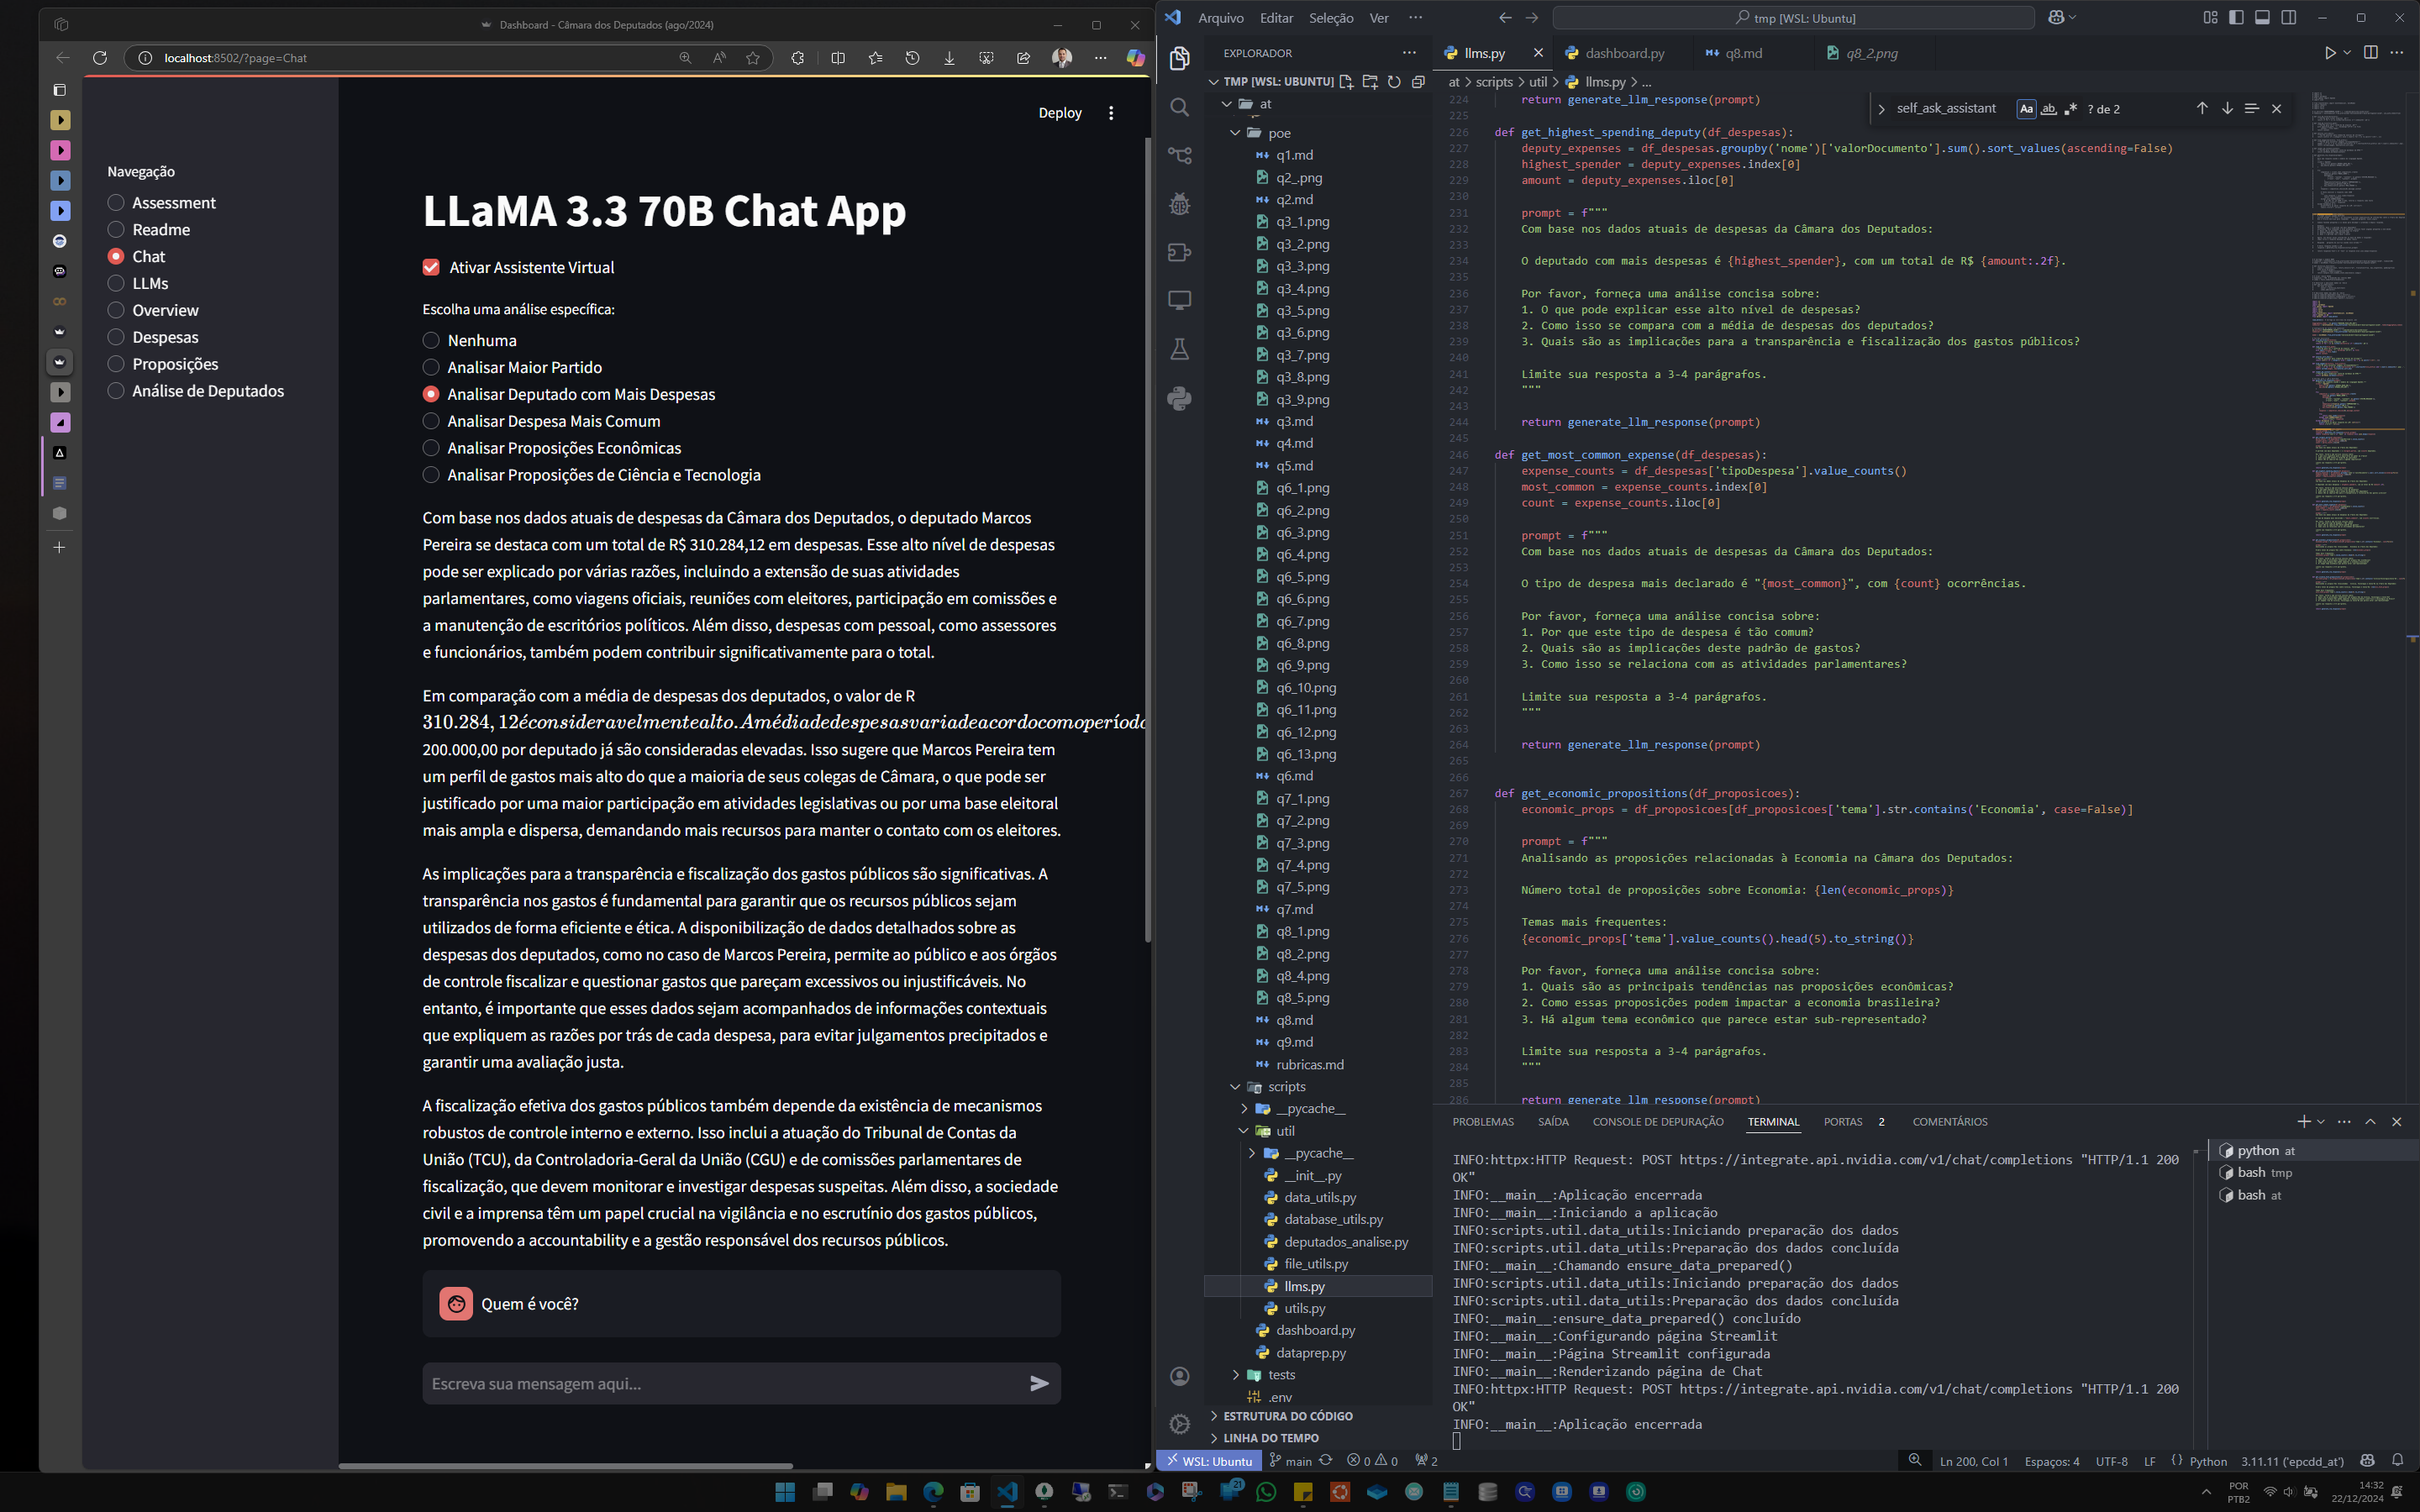 Dashboard - Câmara dos Deputados (ago/2024)
localhost:8502/?page=Chat
Deploy
Navegação
Assessment
Readme
Chat
LLMs
Overview
Despesas
Proposições
Análise de Deputados
LLaMA 3.3 70B Chat App
Ativar Assistente Virtual
Escolha uma análise específica:
Nenhuma
Analisar Maior Partido
Analisar Deputado com Mais Despesas
Analisar Despesa Mais Comum
Analisar Proposições Econômicas
Analisar Proposições de Ciência e Tecnologia
Com base nos dados atuais de despesas da Câmara dos Deputados, o deputado Marcos
Pereira se destaca com um total de R$ 310.284,12 em despesas. Esse alto nível de despesas
pode ser explicado por várias razões, incluindo a extensão de suas atividades
parlamentares, como viagens oficiais, reuniões com eleitores, participação em comissões e
a manutenção de escritórios políticos. Além disso, despesas com pessoal, como assessores
e funcionários, também podem contribuir significativamente para o total.
Em comparação com a média de despesas dos deputados, o valor de R
310.284, 12éconsideravelmentealto.Amédiadedespesasvariadeacordocomoperíodo
200.000,00 por deputado já são consideradas elevadas. Isso sugere que Marcos Pereira tem
um perfil de gastos mais alto do que a maioria de seus colegas de Câmara, o que pode ser
justificado por uma maior participação em atividades legislativas ou por uma base eleitoral
mais ampla e dispersa, demandando mais recursos para manter o contato com os eleitores.
As implicações para a transparência e fiscalização dos gastos públicos são significativas. A
transparência nos gastos é fundamental para garantir que os recursos públicos sejam
utilizados de forma eficiente e ética. A disponibilização de dados detalhados sobre as
despesas dos deputados, como no caso de Marcos Pereira, permite ao público e aos órgãos
de controle fiscalizar e questionar gastos que pareçam excessivos ou injustificáveis. No
entanto, é importante que esses dados sejam acompanhados de informações contextuais
que expliquem as razões por trás de cada despesa, para evitar julgamentos precipitados e
garantir uma avaliação justa.
A fiscalização efetiva dos gastos públicos também depende da existência de mecanismos
robustos de controle interno e externo. Isso inclui a atuação do Tribunal de Contas da
União (TCU), da Controladoria-Geral da União (CGU) e de comissões parlamentares de
fiscalização, que devem monitorar e investigar despesas suspeitas. Além disso, a sociedade
civil e a imprensa têm um papel crucial na vigilância e no escrutínio dos gastos públicos,
promovendo a accountability e a gestão responsável dos recursos públicos.
Quem é você?
Escreva sua mensagem aqui...
Arquivo Editar Seleção Ver ···
tmp [WSL: Ubuntu]
EXPLORADOR
TMP [WSL: UBUNTU]
at
poe
q1.md
q2_.png
q2.md
q3_1.png
q3_2.png
q3_3.png
q3_4.png
q3_5.png
q3_6.png
q3_7.png
q3_8.png
q3_9.png
q3.md
q4.md
q5.md
q6_1.png
q6_2.png
q6_3.png
q6_4.png
q6_5.png
q6_6.png
q6_7.png
q6_8.png
q6_9.png
q6_10.png
q6_11.png
q6_12.png
q6_13.png
q6.md
q7_1.png
q7_2.png
q7_3.png
q7_4.png
q7_5.png
q7.md
q8_1.png
q8_2.png
q8_4.png
q8_5.png
q8.md
q9.md
rubricas.md
scripts
__pycache__
util
__pycache__
__init__.py
data_utils.py
database_utils.py
deputados_analise.py
file_utils.py
llms.py
utils.py
dashboard.py
dataprep.py
tests
.env
ESTRUTURA DO CÓDIGO
LINHA DO TEMPO
llms.py dashboard.py q8.md q8_2.png
at > scripts > util > llms.py > ...
self_ask_assistant Aa ab ? de 2
224 return generate_llm_response(prompt)
225
226 def get_highest_spending_deputy(df_despesas):
227 deputy_expenses = df_despesas.groupby('nome')['valorDocumento'].sum().sort_values(ascending=False)
228 highest_spender = deputy_expenses.index[0]
229 amount = deputy_expenses.iloc[0]
230
231 prompt = f"""
232 Com base nos dados atuais de despesas da Câmara dos Deputados:
233
234 O deputado com mais despesas é {highest_spender}, com um total de R$ {amount:.2f}.
235
236 Por favor, forneça uma análise concisa sobre:
237 1. O que pode explicar esse alto nível de despesas?
238 2. Como isso se compara com a média de despesas dos deputados?
239 3. Quais são as implicações para a transparência e fiscalização dos gastos públicos?
240
241 Limite sua resposta a 3-4 parágrafos.
242 """
243
244 return generate_llm_response(prompt)
245
246 def get_most_common_expense(df_despesas):
247 expense_counts = df_despesas['tipoDespesa'].value_counts()
248 most_common = expense_counts.index[0]
249 count = expense_counts.iloc[0]
250
251 prompt = f"""
252 Com base nos dados atuais de despesas da Câmara dos Deputados:
253
254 O tipo de despesa mais declarado é "{most_common}", com {count} ocorrências.
255
256 Por favor, forneça uma análise concisa sobre:
257 1. Por que este tipo de despesa é tão comum?
258 2. Quais são as implicações deste padrão de gastos?
259 3. Como isso se relaciona com as atividades parlamentares?
260
261 Limite sua resposta a 3-4 parágrafos.
262 """
263
264 return generate_llm_response(prompt)
265
266
267 def get_economic_propositions(df_proposicoes):
268 economic_props = df_proposicoes[df_proposicoes['tema'].str.contains('Economia', case=False)]
269
270 prompt = f"""
271 Analisando as proposições relacionadas à Economia na Câmara dos Deputados:
272
273 Número total de proposições sobre Economia: {len(economic_props)}
274
275 Temas mais frequentes:
276 {economic_props['tema'].value_counts().head(5).to_string()}
277
278 Por favor, forneça uma análise concisa sobre:
279 1. Quais são as principais tendências nas proposições econômicas?
280 2. Como essas proposições podem impactar a economia brasileira?
281 3. Há algum tema econômico que parece estar sub-representado?
282
283 Limite sua resposta a 3-4 parágrafos.
284 """
285
286 return generate_llm_response(prompt)
PROBLEMAS SAÍDA CONSOLE DE DEPURAÇÃO TERMINAL PORTAS 2 COMENTÁRIOS
INFO:httpx:HTTP Request: POST https://integrate.api.nvidia.com/v1/chat/completions "HTTP/1.1 200
OK"
INFO:__main__:Aplicação encerrada
INFO:__main__:Iniciando a aplicação
INFO:scripts.util.data_utils:Iniciando preparação dos dados
INFO:scripts.util.data_utils:Preparação dos dados concluída
INFO:__main__:Chamando ensure_data_prepared()
INFO:scripts.util.data_utils:Iniciando preparação dos dados
INFO:scripts.util.data_utils:Preparação dos dados concluída
INFO:__main__:ensure_data_prepared() concluído
INFO:__main__:Configurando página Streamlit
INFO:__main__:Página Streamlit configurada
INFO:__main__:Renderizando página de Chat
INFO:httpx:HTTP Request: POST https://integrate.api.nvidia.com/v1/chat/completions "HTTP/1.1 200
OK"
INFO:__main__:Aplicação encerrada
python at
bash tmp
bash at
WSL: Ubuntu main 0 0 2 Ln 200, Col 1 Espaços: 4 UTF-8 LF Python 3.11.11 ('epcdd_at')
21
POR
PTB2
14:32
22/12/2024